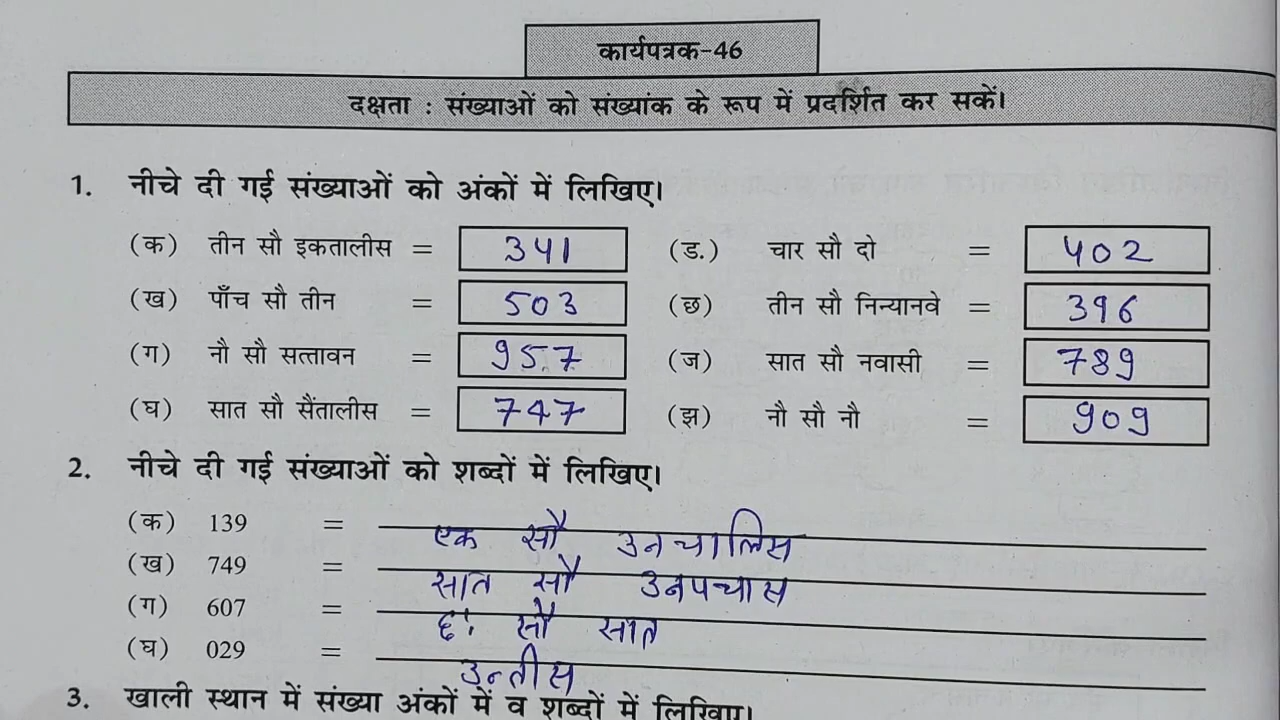 कार्यपत्रक-46
दक्षता : संख्याओं को संख्यांक के रूप में प्रदर्शित कर सकें।
1. नीचे दी गई संख्याओं को अंकों में लिखिए।
(क) तीन सौ इकतालीस = 341 (ड.) चार सौ दो = 402
(ख) पाँच सौ तीन = 503 (छ) तीन सौ निन्यानवे = 396
(ग) नौ सौ सत्तावन = 957 (ज) सात सौ नवासी = 789
(घ) सात सौ सैंतालीस = 747 (झ) नौ सौ नौ = 909
2. नीचे दी गई संख्याओं को शब्दों में लिखिए।
(क) 139 = एक सौ उनचालिस
(ख) 749 = सात सौ उनपचास
(ग) 607 = छः सौ सात
(घ) 029 = उन्तीस
3. खाली स्थान में संख्या अंकों में व शब्दों में लिखिए।